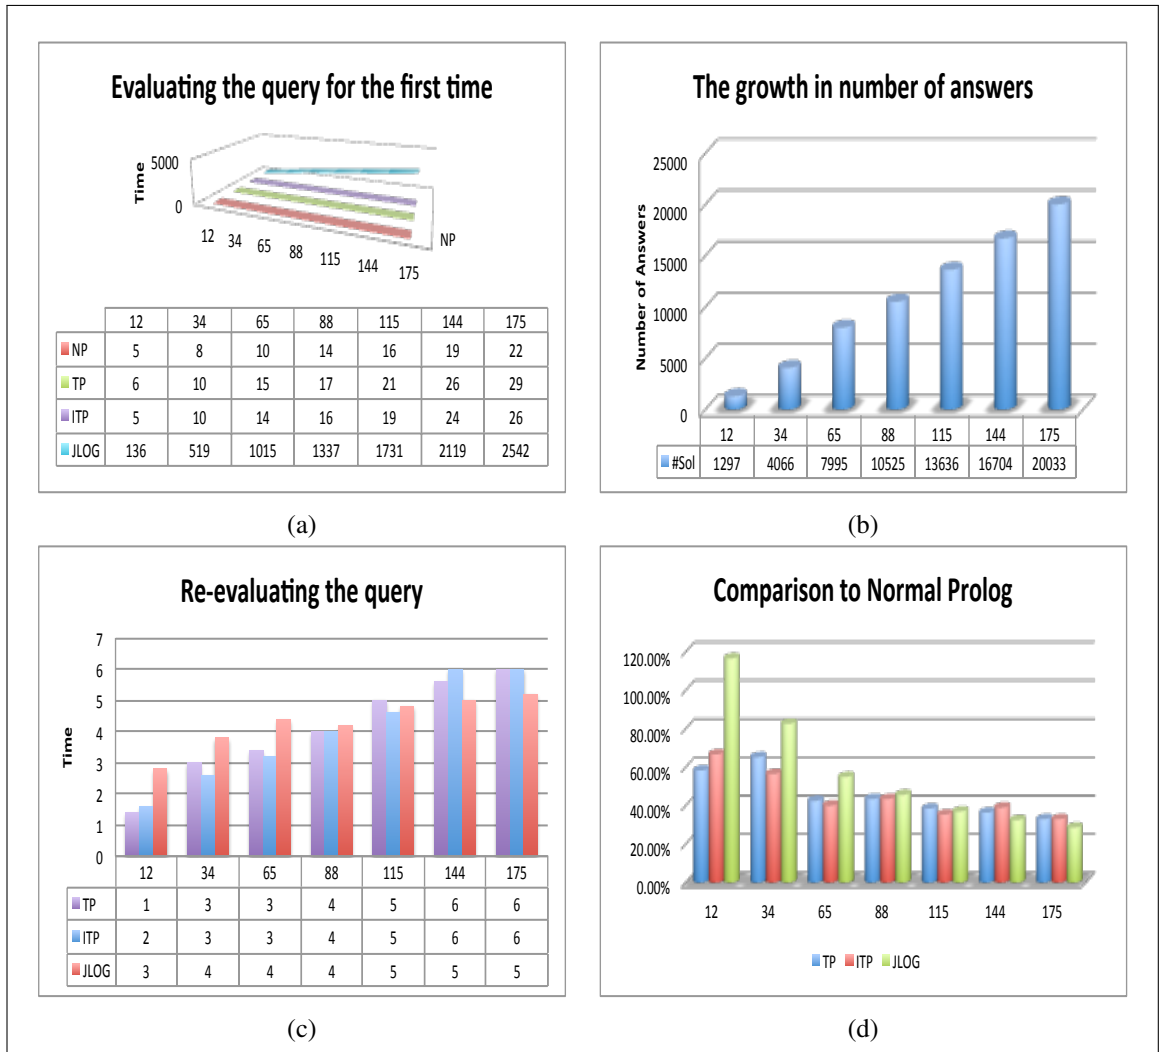 Evaluating the query for the first time
Time
5000
0
12 34 65 88 115 144 175
NP
12 34 65 88 115 144 175
NP 5 8 10 14 16 19 22
TP 6 10 15 17 21 26 29
ITP 5 10 14 16 19 24 26
JLOG 136 519 1015 1337 1731 2119 2542
(a)
The growth in number of answers
Number of Answers
25000
20000
15000
10000
5000
0
12 34 65 88 115 144 175
#Sol 1297 4066 7995 10525 13636 16704 20033
(b)
Re-evaluating the query
Time
7
6
5
4
3
2
1
0
12 34 65 88 115 144 175
TP 1 3 3 4 5 6 6
ITP 2 3 3 4 5 6 6
JLOG 3 4 4 4 5 5 5
(c)
Comparison to Normal Prolog
120.00%
100.00%
80.00%
60.00%
40.00%
20.00%
0.00%
12 34 65 88 115 144 175
TP ITP JLOG
(d)